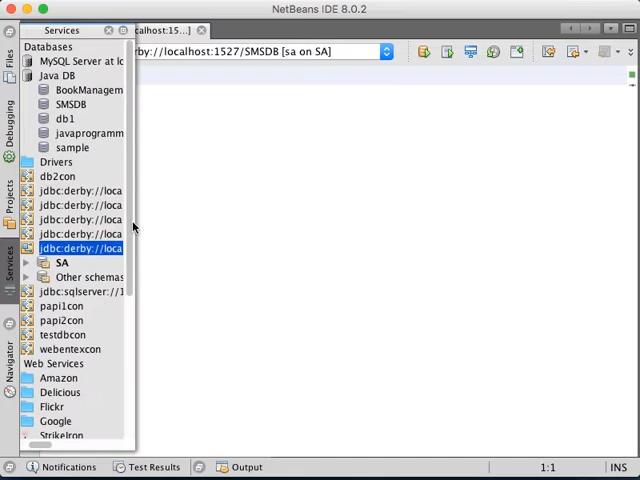 NetBeans IDE 8.0.2
Services
calhost:15...]
Databases
rby://localhost:1527/SMSDB [sa on SA]
MySQL Server at lo
Java DB
BookManagem
SMSDB
db1
javaprogramm
sample
Drivers
db2con
jdbc:derby://loca
jdbc:derby://loca
jdbc:derby://loca
jdbc:derby://loca
jdbc:derby://loca
SA
Other schemas
jdbc:sqlserver://1
papi1con
papi2con
testdbcon
webentexcon
Web Services
Amazon
Delicious
Flickr
Google
StrikeIron
Files
Debugging
Projects
Services
Navigator
Notifications
Test Results
Output
1:1
INS